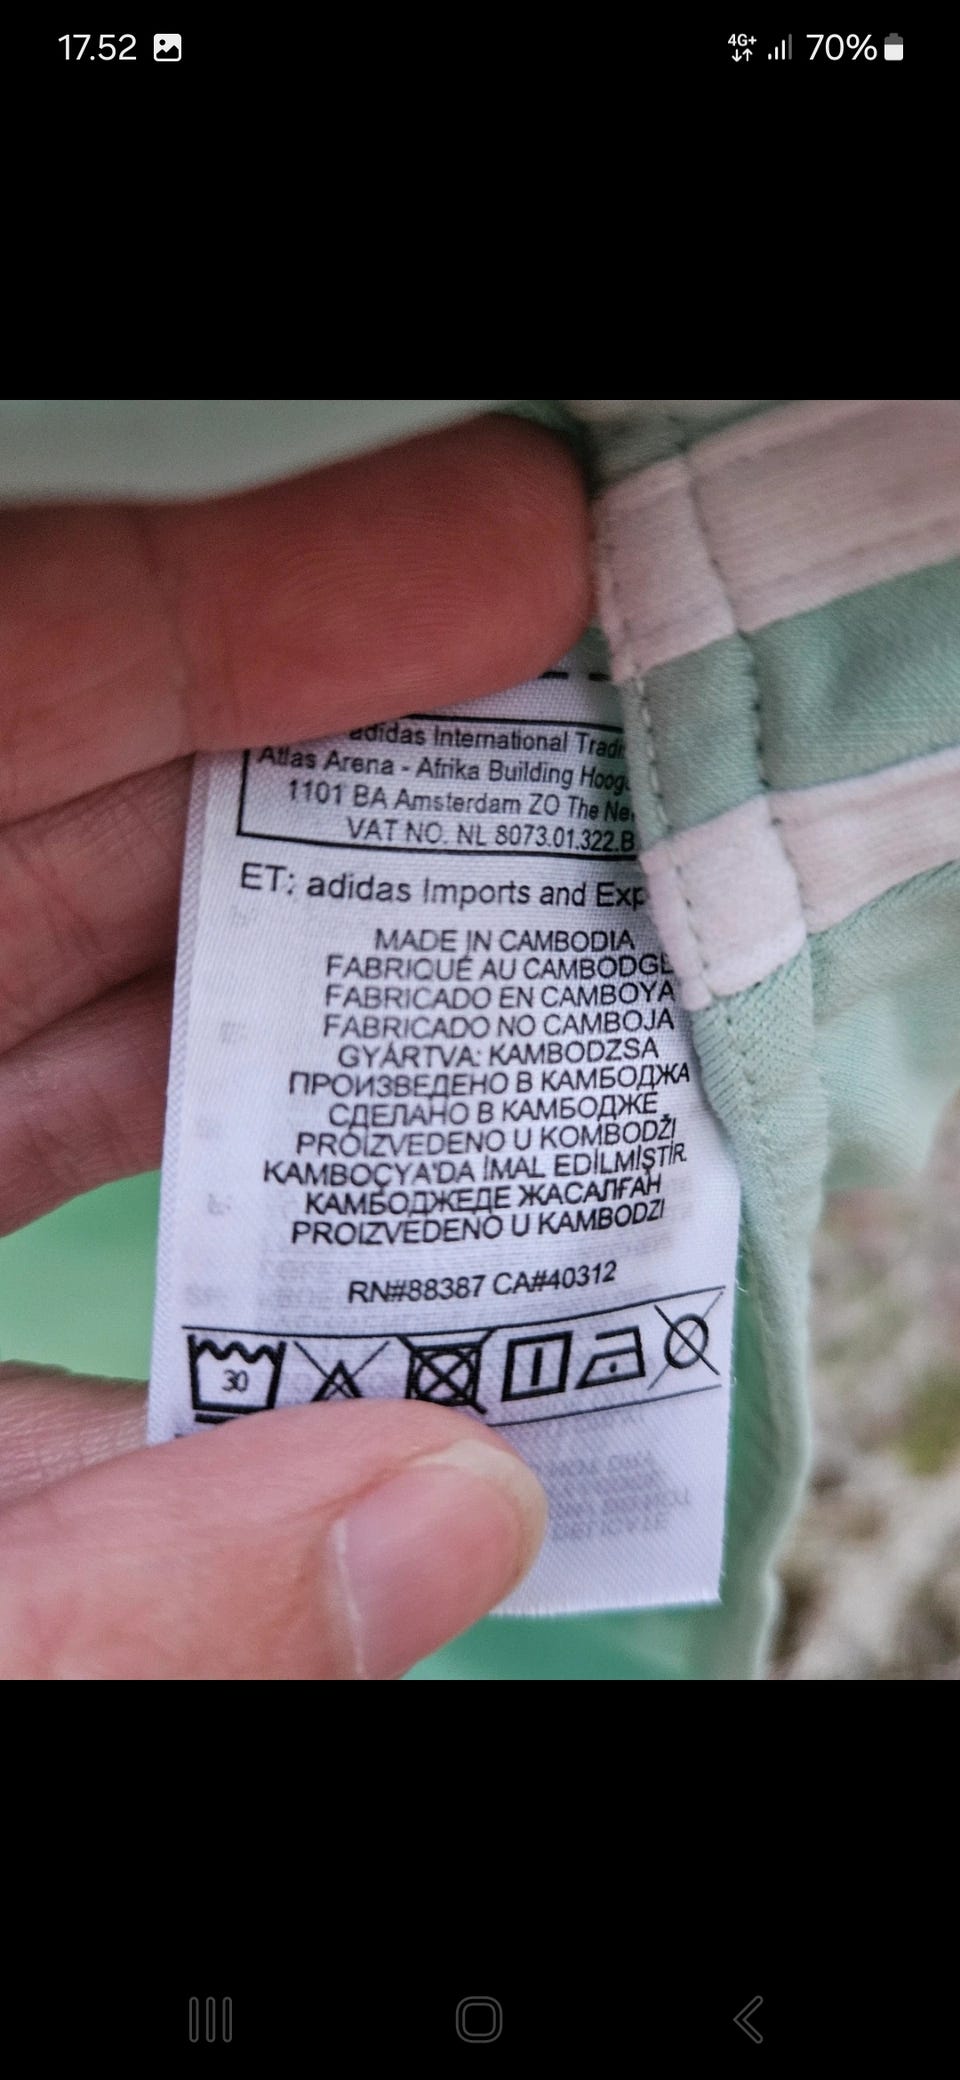 17.52
4G+
70%
adidas International Tradi
Atlas Arena - Afrika Building Hoog
1101 BA Amsterdam ZO The Ne
VAT NO. NL 8073.01.322.B
ET: adidas Imports and Exp
MADE IN CAMBODIA
FABRIQUÉ AU CAMBODGE
FABRICADO EN CAMBOYA
FABRICADO NO CAMBOJA
GYÁRTVA: KAMBODZSA
ПРОИЗВЕДЕНО В КАМБОДЖА
СДЕЛАНО В КАМБОДЖЕ
PROIZVEDENO U KOMBODŽI
KAMBOÇYA'DA İMAL EDİLMİŞTİR
КАМБОДЖЕДЕ ЖАСАЛҒАН
PROIZVEDENO U KAMBODZI
RN#88387 CA#40312
30